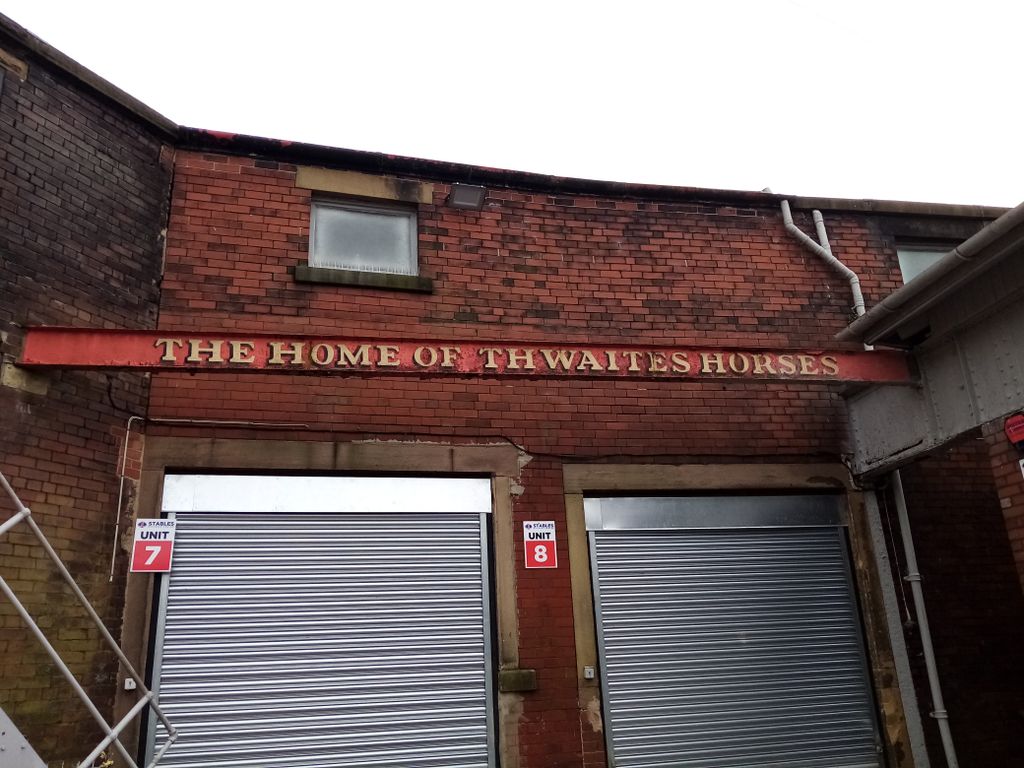 THE HOME OF THWAITES HORSES
STABLES
UNIT
7
STABLES
UNIT
8